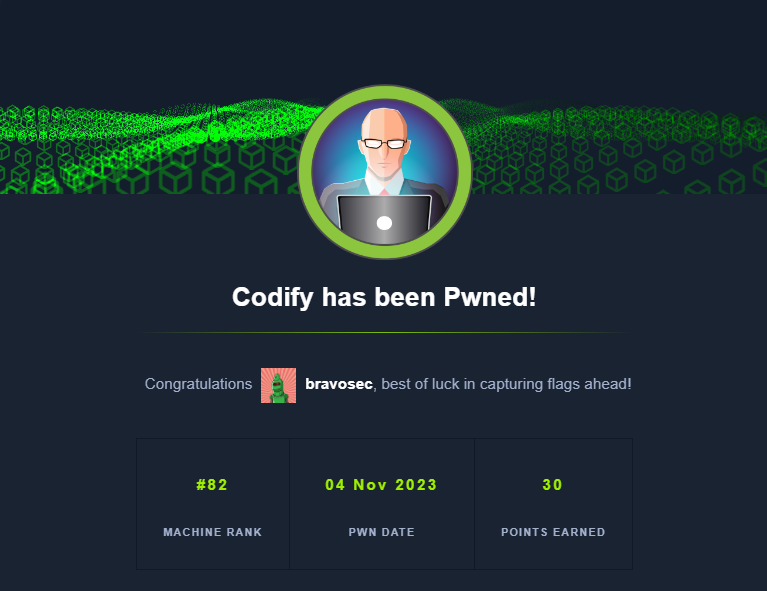 Codify has been Pwned!
Congratulations bravosec, best of luck in capturing flags ahead!
#82 04 Nov 2023 30
MACHINE RANK PWN DATE POINTS EARNED